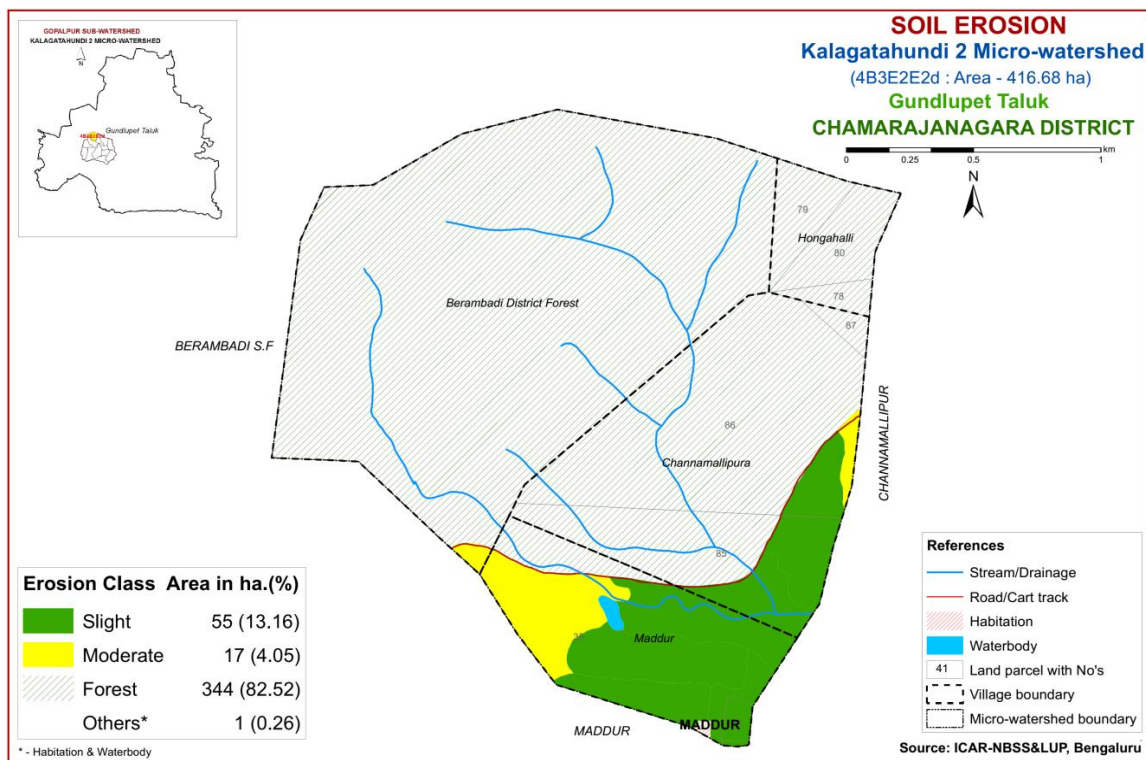 GOPALPUR SUB-WATERSHED
KALAGATAHUNDI 2 MICRO-WATERSHED
N
Gundlupet Taluk
4B3E2E2d
SOIL EROSION
Kalagatahundi 2 Micro-watershed
(4B3E2E2d : Area - 416.68 ha)
Gundlupet Taluk
CHAMARAJANAGARA DISTRICT
km
0 0.25 0.5 1
N
79
Hongahalli
80
78
87
Berambadi District Forest
BERAMBADI S.F
86
Channamallipura
CHANNAMALLIPUR
85
Maddur
MADDUR
MADDUR
Erosion Class Area in ha.(%)
Slight 55 (13.16)
Moderate 17 (4.05)
Forest 344 (82.52)
Others* 1 (0.26)
* - Habitation & Waterbody
References
Stream/Drainage
Road/Cart track
Habitation
Waterbody
41 Land parcel with No's
Village boundary
Micro-watershed boundary
Source: ICAR-NBSS&LUP, Bengaluru